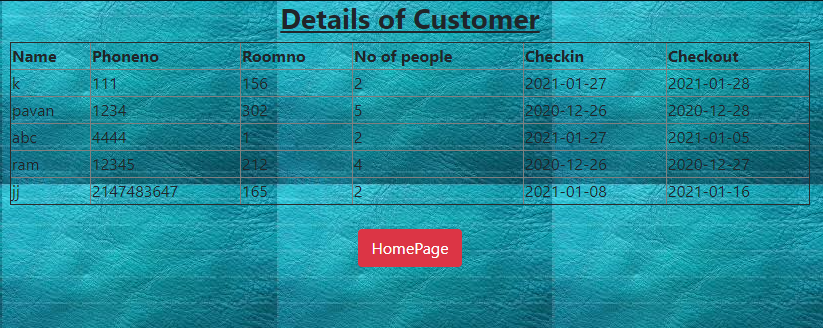 Details of Customer
Name Phoneno Roomno No of people Checkin Checkout
k 111 156 2 2021-01-27 2021-01-28
pavan 1234 302 5 2020-12-26 2020-12-28
abc 4444 1 2 2021-01-27 2021-01-05
ram 12345 212 4 2020-12-26 2020-12-27
jj 2147483647 165 2 2021-01-08 2021-01-16
HomePage